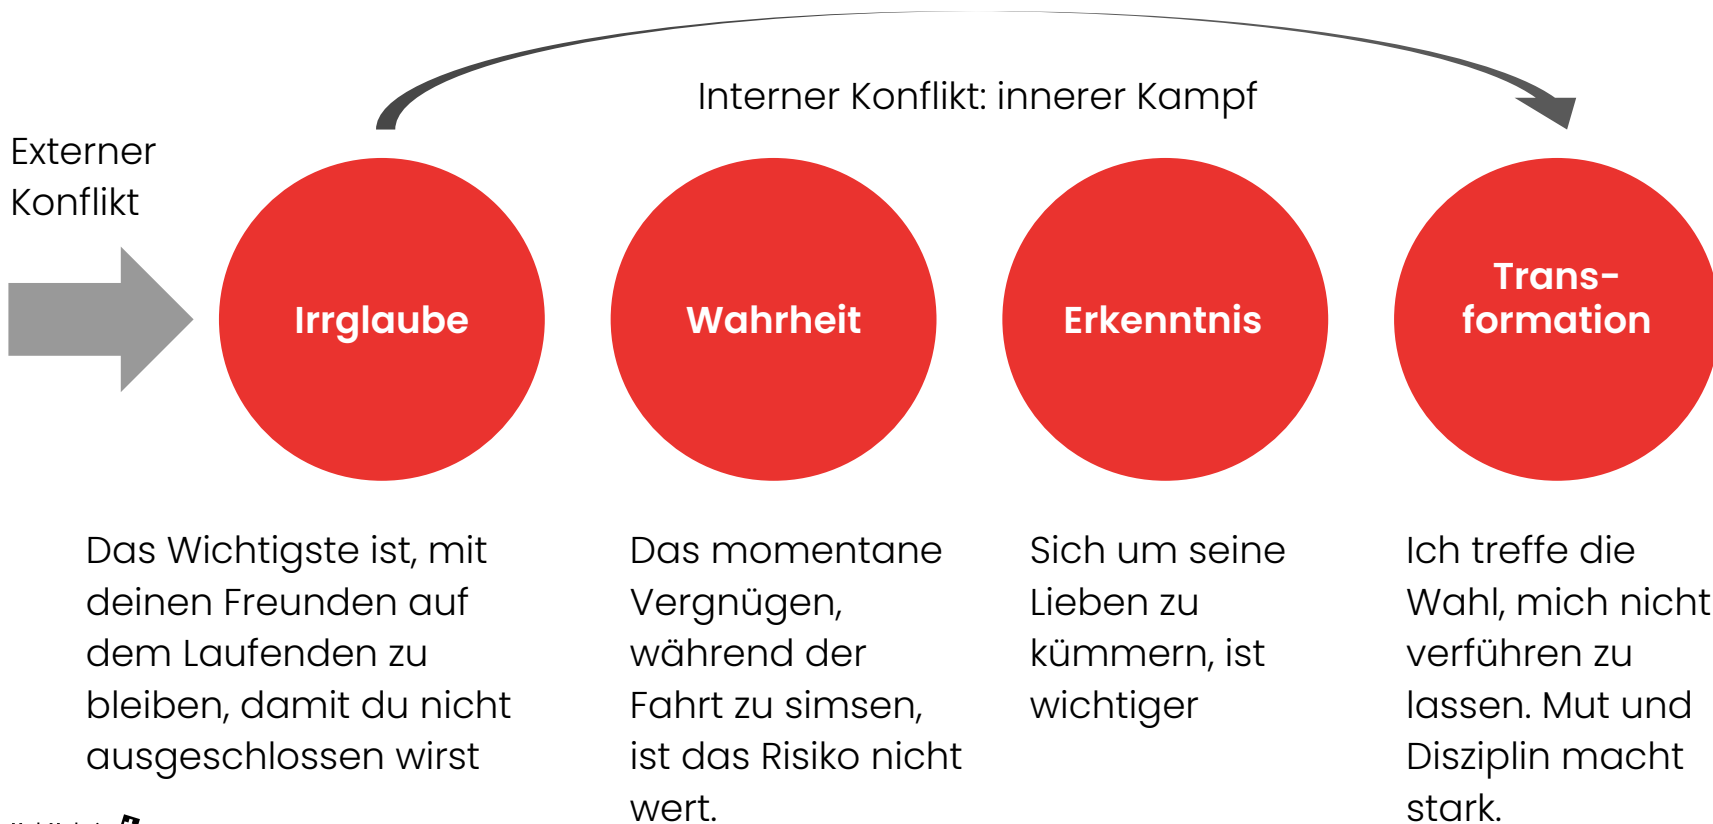 Interner Konflikt: innerer Kampf
Externer
Konflikt
Irrglaube
Wahrheit
Erkenntnis
Trans-
formation
Das Wichtigste ist, mit
deinen Freunden auf
dem Laufenden zu
bleiben, damit du nicht
ausgeschlossen wirst
Das momentane
Vergnügen,
während der
Fahrt zu simsen,
ist das Risiko nicht
wert.
Sich um seine
Lieben zu
kümmern, ist
wichtiger
Ich treffe die
Wahl, mich nicht
verführen zu
lassen. Mut und
Disziplin macht
stark.